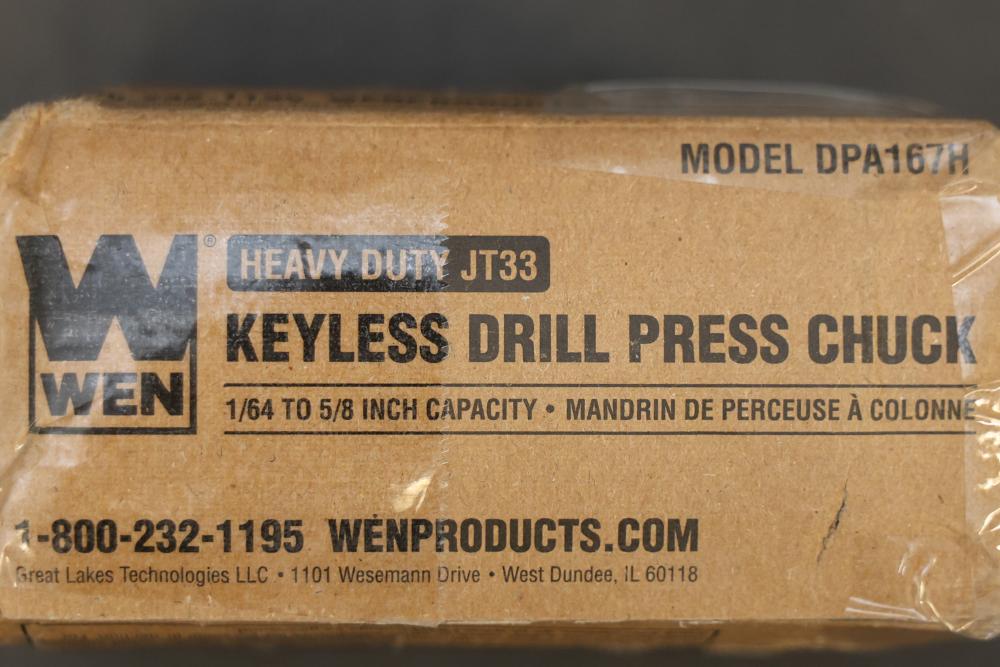 MODEL DPA167H
W®
HEAVY DUTY JT33
WEN
KEYLESS DRILL PRESS CHUCK
1/64 TO 5/8 INCH CAPACITY • MANDRIN DE PERCEUSE À COLONNE
1-800-232-1195 WENPRODUCTS.COM
Great Lakes Technologies LLC • 1101 Wesemann Drive • West Dundee, IL 60118